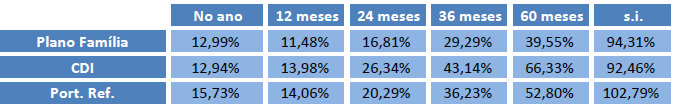 No ano 12 meses 24 meses 36 meses 60 meses s.i.
Plano Família 12,99% 11,48% 16,81% 29,29% 39,55% 94,31%
CDI 12,94% 13,98% 26,34% 43,14% 66,33% 92,46%
Port. Ref. 15,73% 14,06% 20,29% 36,23% 52,80% 102,79%